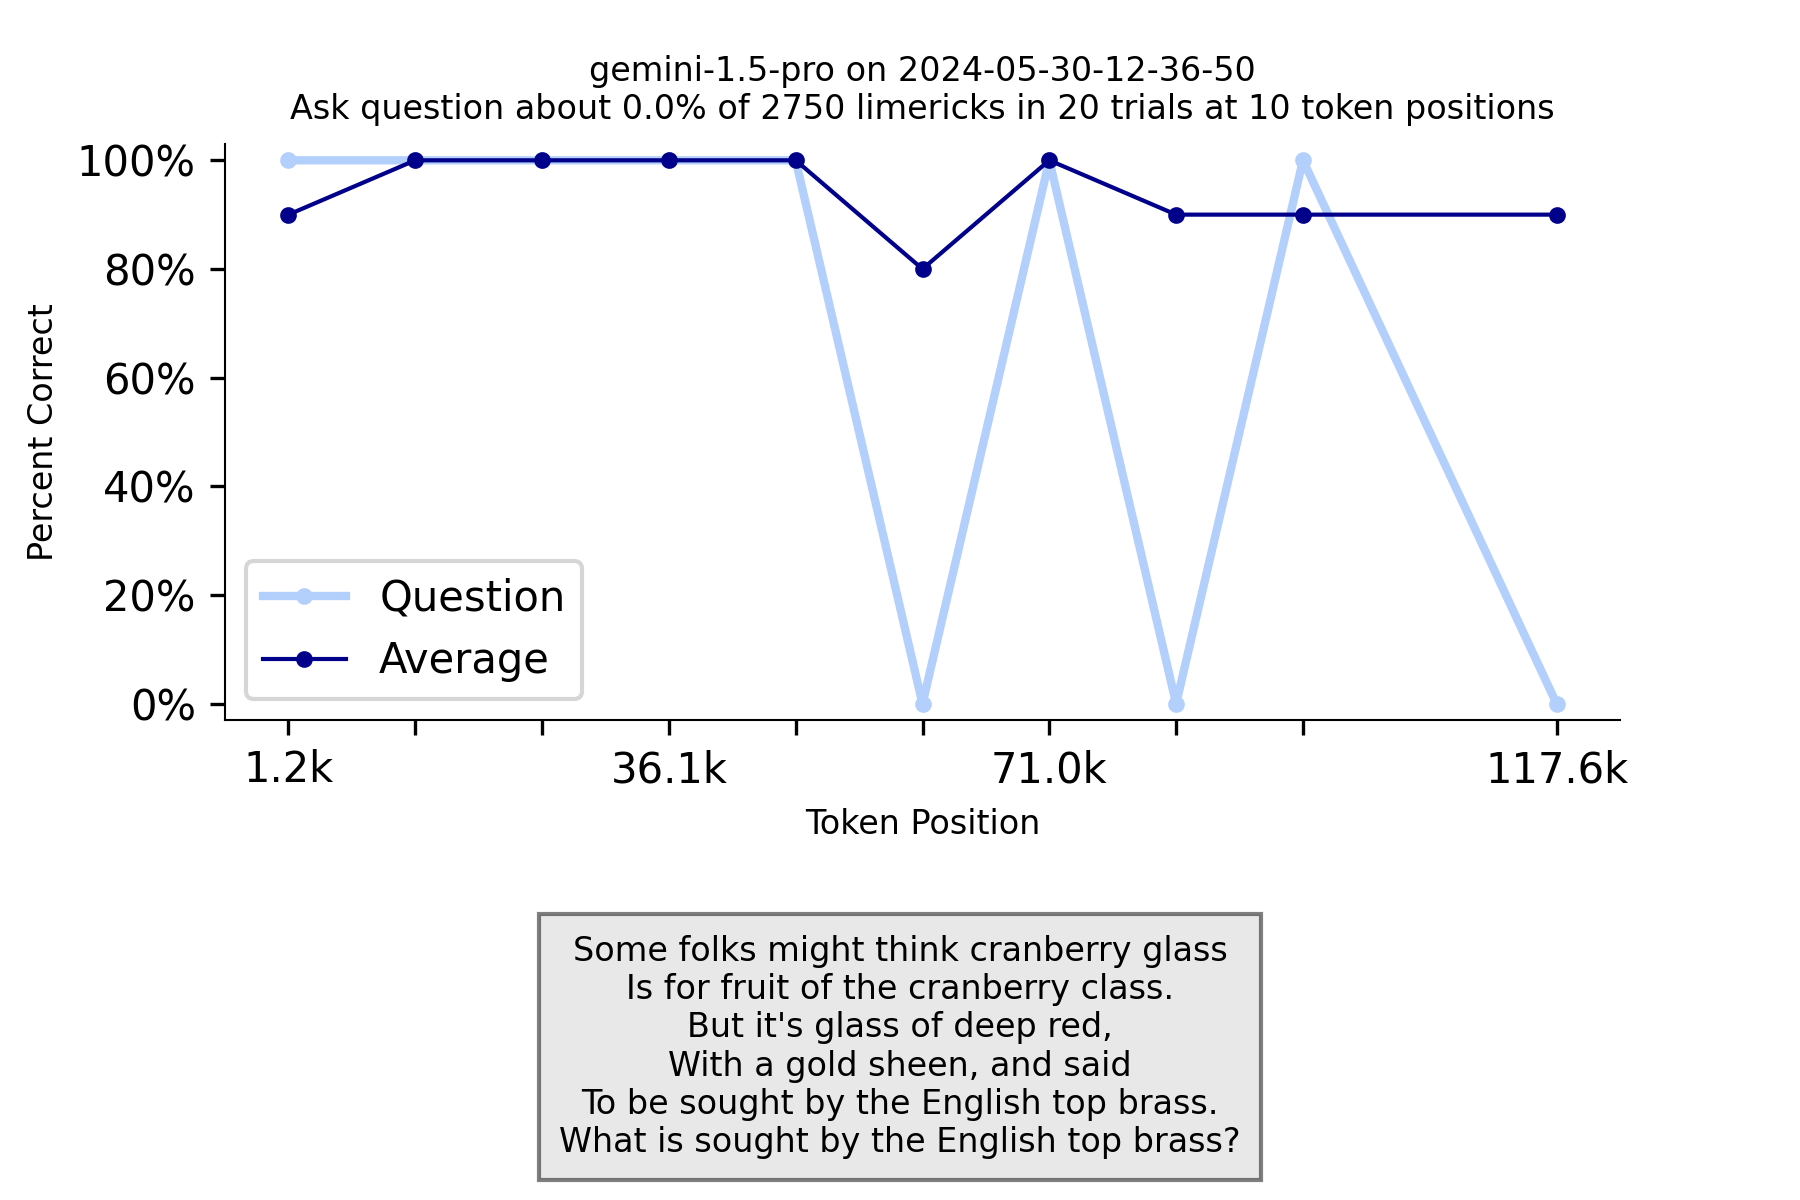 gemini-1.5-pro on 2024-05-30-12-36-50
Ask question about 0.0% of 2750 limericks in 20 trials at 10 token positions
Percent Correct
100%
80%
60%
40%
20%
0%
Question
Average
1.2k 36.1k 71.0k 117.6k
Token Position
Some folks might think cranberry glass
Is for fruit of the cranberry class.
But it's glass of deep red,
With a gold sheen, and said
To be sought by the English top brass.
What is sought by the English top brass?